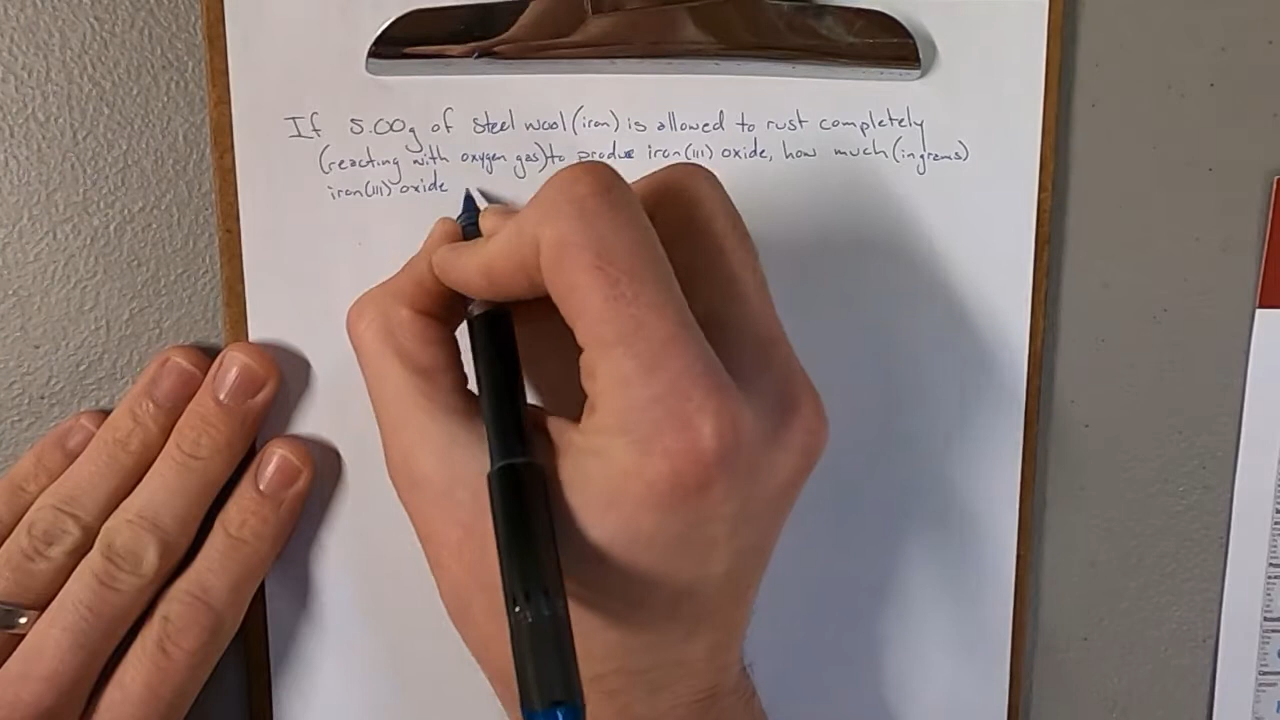 If 5.00g of steel wool (iron) is allowed to rust completely
(reacting with oxygen gas) to produe iron(III) oxide, how much (in grams)
iron(III) oxide